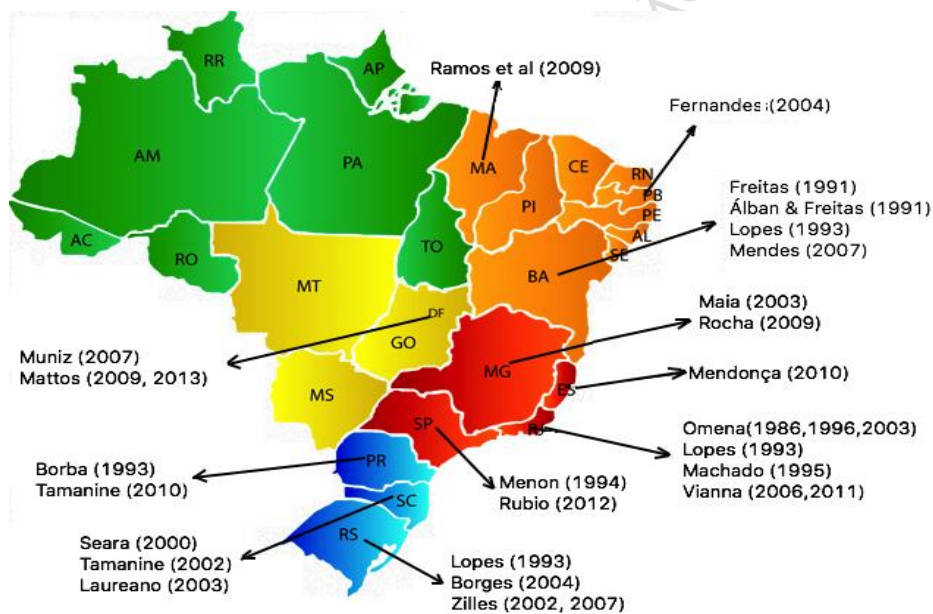 RR
AP
Ramos et al (2009)
Fernandes (2004)
AM
PA
MA
CE
RN
PB
PI
PE
AL
SE
Freitas (1991)
Álban & Freitas (1991)
Lopes (1993)
Mendes (2007)
AC
RO
TO
BA
MT
DF
GO
Maia (2003)
Rocha (2009)
Muniz (2007)
Mattos (2009, 2013)
MS
MG
ES
Mendonça (2010)
SP
RJ
Omena(1986,1996,2003)
Lopes (1993)
Machado (1995)
Vianna (2006,2011)
Borba (1993)
Tamanine (2010)
PR
Menon (1994)
Rubio (2012)
SC
RS
Seara (2000)
Tamanine (2002)
Laureano (2003)
Lopes (1993)
Borges (2004)
Zilles (2002, 2007)